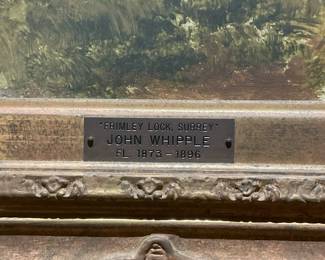 "FRIMLEY LOCK, SURREY"
JOHN WHIPPLE
FL. 1873 - 1896